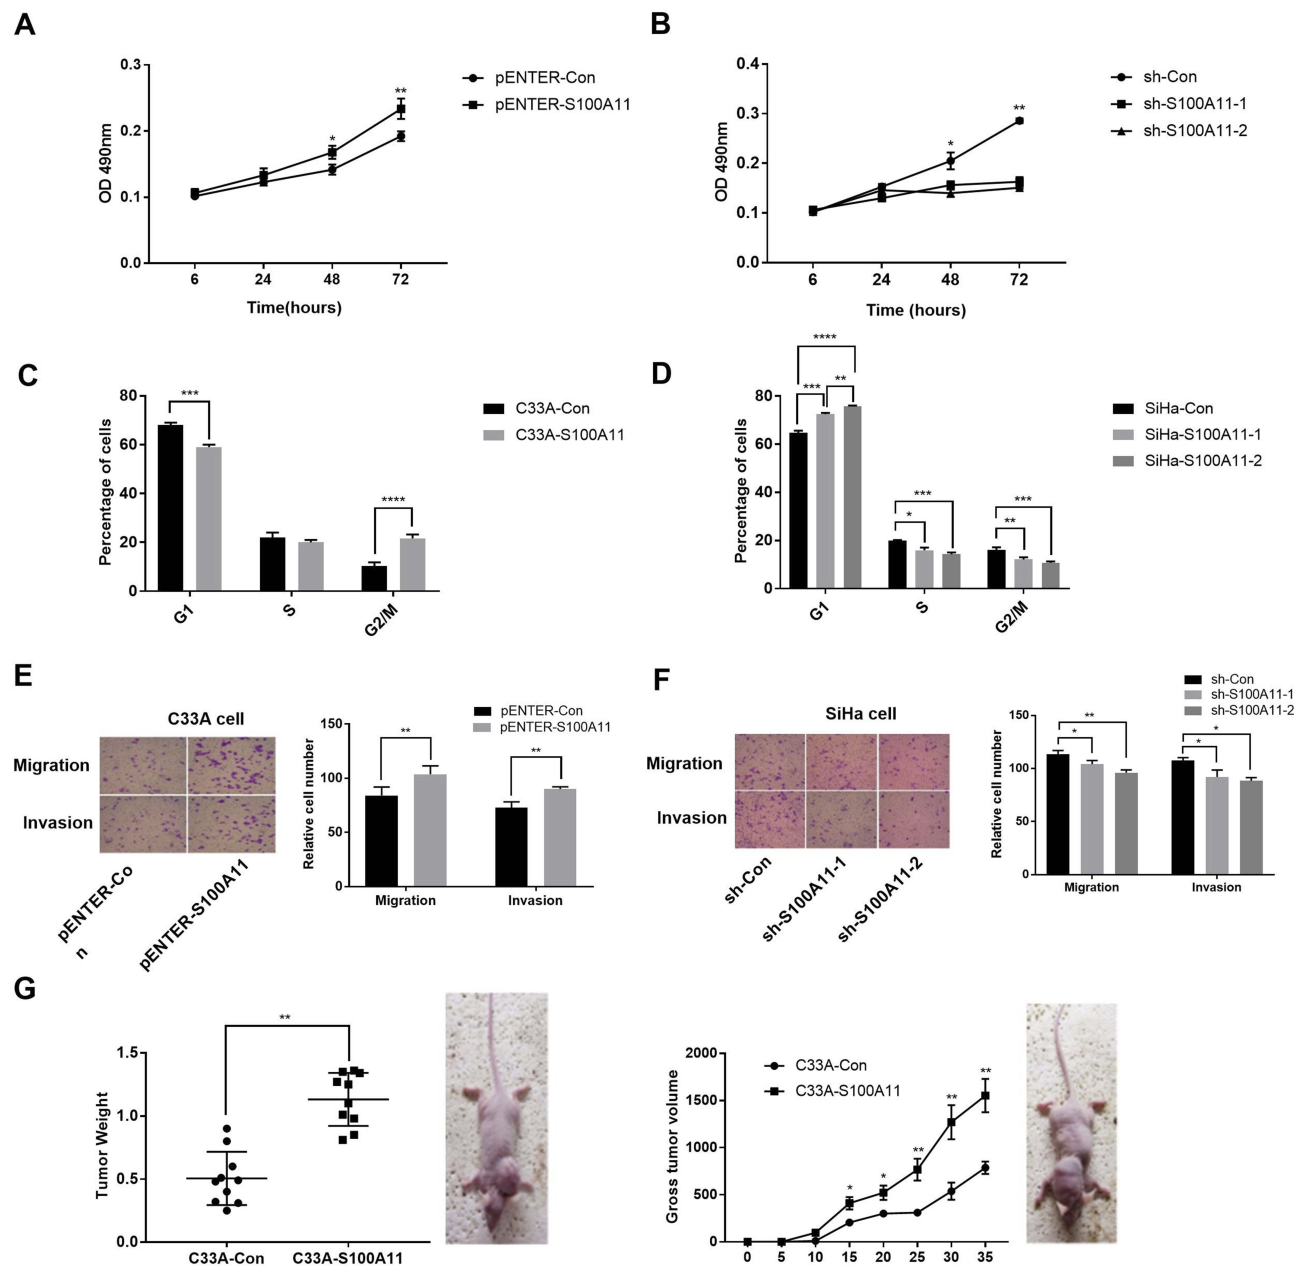 A
0.3
0.2
0.1
0.0
OD 490nm
6 24 48 72
Time(hours)
* **
pENTER-Con
pENTER-S100A11
B
0.4
0.3
0.2
0.1
0.0
OD 490nm
6 24 48 72
Time (hours)
* **
sh-Con
sh-S100A11-1
sh-S100A11-2
C
80
60
40
20
0
Percentage of cells
G1 S G2/M
*** ****
C33A-Con
C33A-S100A11
D
80
60
40
20
0
Percentage of cells
G1 S G2/M
****
*** **
***
*
***
**
SiHa-Con
SiHa-S100A11-1
SiHa-S100A11-2
E
C33A cell
Migration
Invasion
pENTER-Co
n
pENTER-S100A11
150
100
50
0
Relative cell number
Migration Invasion
** **
pENTER-Con
pENTER-S100A11
F
SiHa cell
Migration
Invasion
sh-Con
sh-S100A11-1
sh-S100A11-2
150
100
50
0
Relative cell number
Migration Invasion
**
*
*
*
sh-Con
sh-S100A11-1
sh-S100A11-2
G
1.5
1.0
0.5
0.0
Tumor Weight
**
C33A-Con C33A-S100A11
2000
1500
1000
500
0
Gross tumor volume
0 5 10 15 20 25 30 35
* * ** ** **
C33A-Con
C33A-S100A11